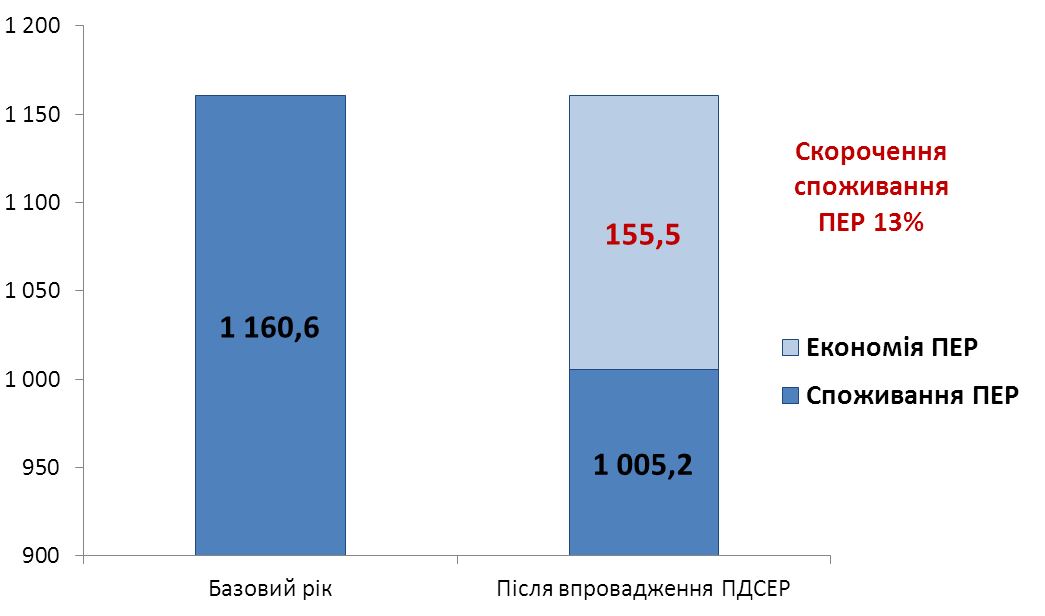 1 200
1 150
1 100
1 050
1 000
950
900
1 160,6
155,5
1 005,2
Базовий рік
Після впровадження ПДСЕР
Скорочення
споживання
ПЕР 13%
Економія ПЕР
Споживання ПЕР